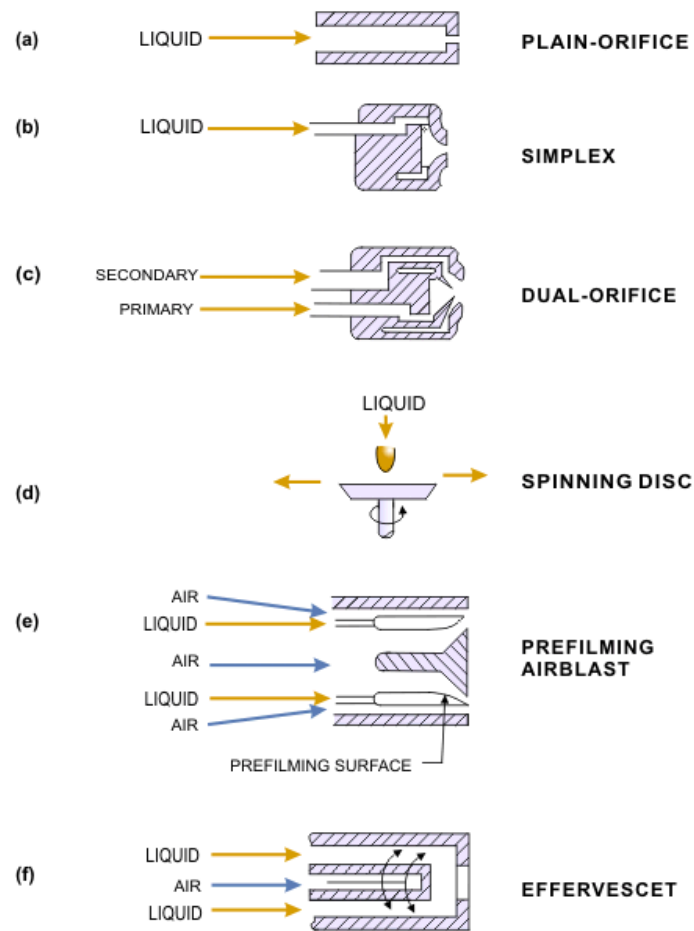 (a)
LIQUID
PLAIN-ORIFICE
(b)
LIQUID
SIMPLEX
(c)
SECONDARY
PRIMARY
DUAL-ORIFICE
LIQUID
(d)
SPINNING DISC
(e)
AIR
LIQUID
AIR
LIQUID
AIR
PREFILMING
AIRBLAST
PREFILMING SURFACE
(f)
LIQUID
AIR
LIQUID
EFFERVESCET